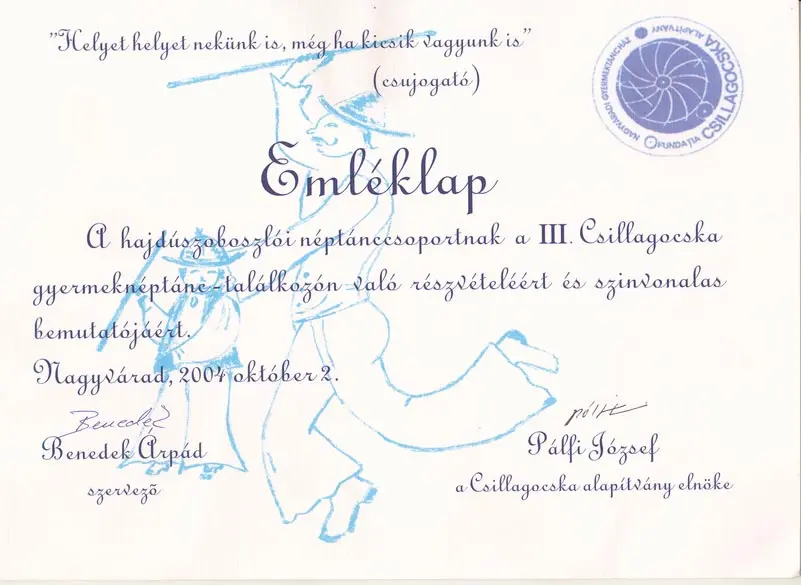 "Helyet helyet nekünk is, még ha kicsik vagyunk is"
(csujogató)
NAGYVÁRADI GYERMEKTÁNCHÁZ
CSILLAGOCSKA ALAPÍTVÁNY
FUNDAȚIA
Emléklap
A hajdúszoboszlói néptánccsoportnak a III. Csillagocska
gyermeknéptánc-találkozón való részvételéért és szinvonalas
bemutatójáért.
Nagyvárad, 2004 október 2.
Benedek
Benedek Árpád
szervező
Pálfi József
a Csillagocska alapítvány elnöke